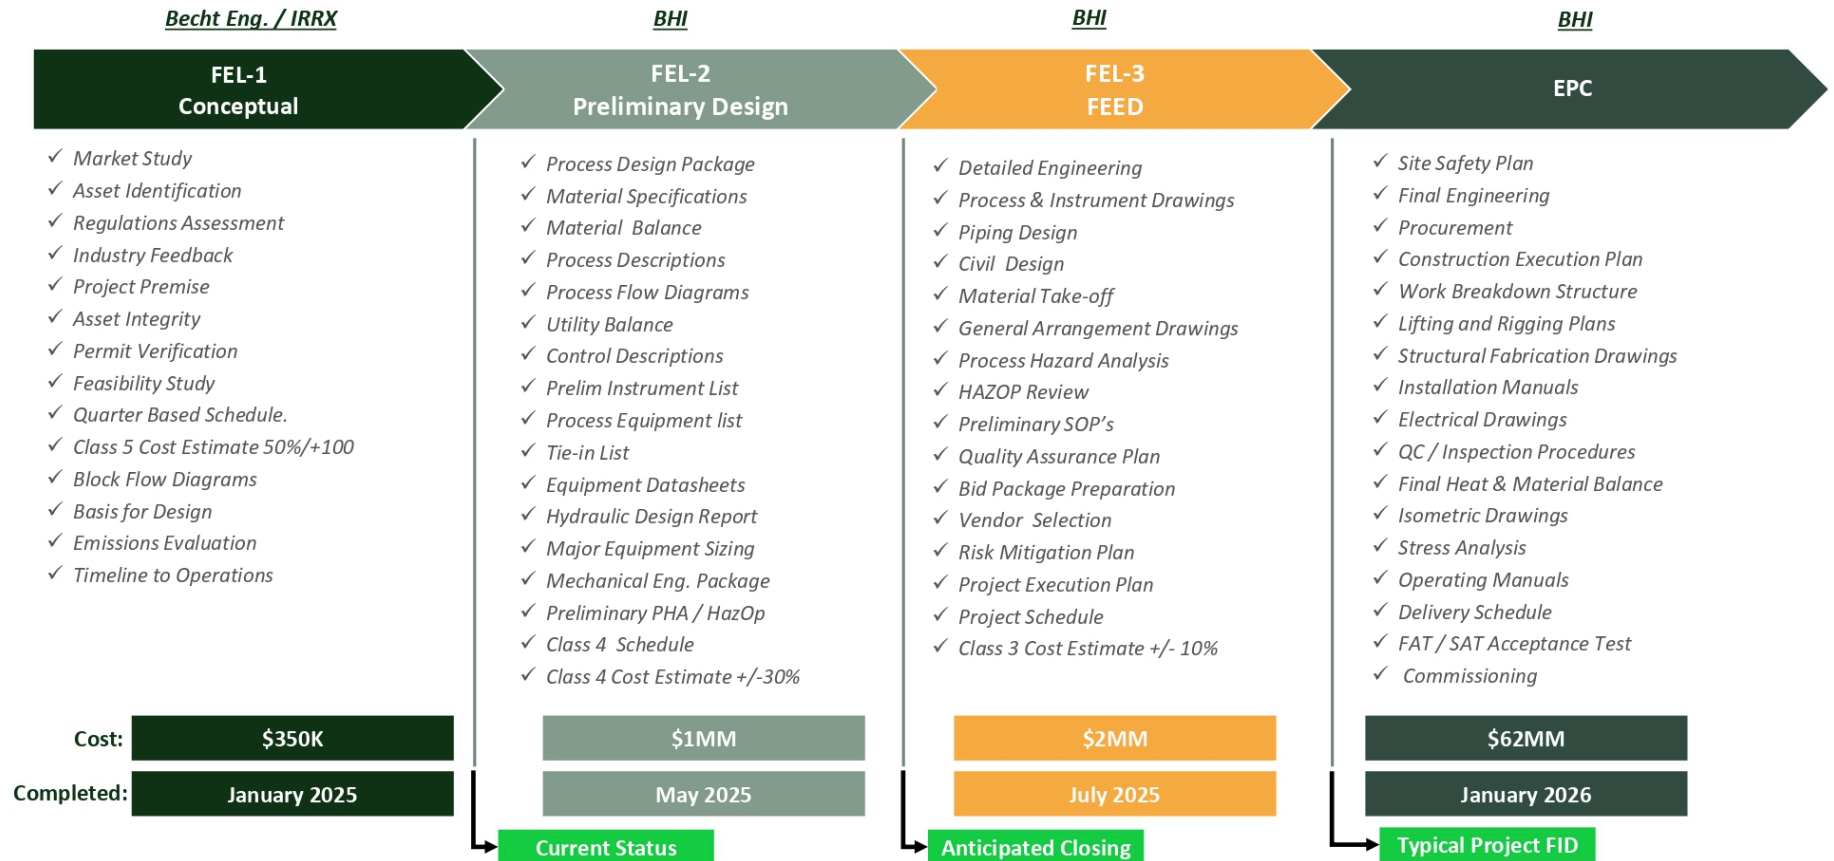 Becht Eng. / IRRX
BHI
BHI
BHI
FEL-1
Conceptual
FEL-2
Preliminary Design
FEL-3
FEED
EPC
✓ Market Study
✓ Asset Identification
✓ Regulations Assessment
✓ Industry Feedback
✓ Project Premise
✓ Asset Integrity
✓ Permit Verification
✓ Feasibility Study
✓ Quarter Based Schedule.
✓ Class 5 Cost Estimate 50%/+100
✓ Block Flow Diagrams
✓ Basis for Design
✓ Emissions Evaluation
✓ Timeline to Operations
✓ Process Design Package
✓ Material Specifications
✓ Material Balance
✓ Process Descriptions
✓ Process Flow Diagrams
✓ Utility Balance
✓ Control Descriptions
✓ Prelim Instrument List
✓ Process Equipment list
✓ Tie-in List
✓ Equipment Datasheets
✓ Hydraulic Design Report
✓ Major Equipment Sizing
✓ Mechanical Eng. Package
✓ Preliminary PHA / HazOp
✓ Class 4 Schedule
✓ Class 4 Cost Estimate +/-30%
✓ Detailed Engineering
✓ Process & Instrument Drawings
✓ Piping Design
✓ Civil Design
✓ Material Take-off
✓ General Arrangement Drawings
✓ Process Hazard Analysis
✓ HAZOP Review
✓ Preliminary SOP's
✓ Quality Assurance Plan
✓ Bid Package Preparation
✓ Vendor Selection
✓ Risk Mitigation Plan
✓ Project Execution Plan
✓ Project Schedule
✓ Class 3 Cost Estimate +/- 10%
✓ Site Safety Plan
✓ Final Engineering
✓ Procurement
✓ Construction Execution Plan
✓ Work Breakdown Structure
✓ Lifting and Rigging Plans
✓ Structural Fabrication Drawings
✓ Installation Manuals
✓ Electrical Drawings
✓ QC / Inspection Procedures
✓ Final Heat & Material Balance
✓ Isometric Drawings
✓ Stress Analysis
✓ Operating Manuals
✓ Delivery Schedule
✓ FAT / SAT Acceptance Test
✓ Commissioning
Cost: $350K $1MM $2MM $62MM
Completed: January 2025 May 2025 July 2025 January 2026
Current Status
Anticipated Closing
Typical Project FID